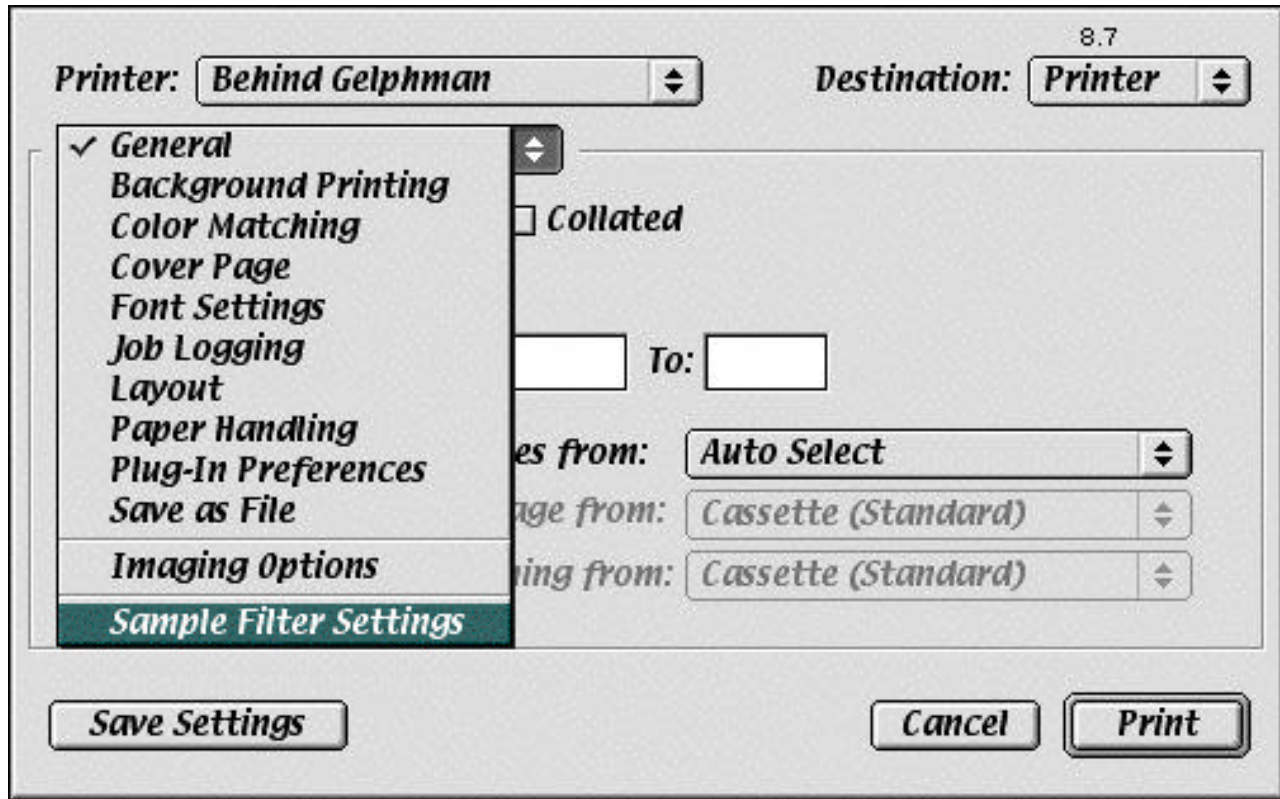 8.7
Printer: Behind Gelphman Destination: Printer
✓ General
Background Printing
Color Matching
Cover Page
Font Settings
Job Logging
Layout
Paper Handling
Plug-In Preferences
Save as File
Imaging Options
Sample Filter Settings
Collated
To:
es from: Auto Select
age from: Cassette (Standard)
ing from: Cassette (Standard)
Save Settings Cancel Print